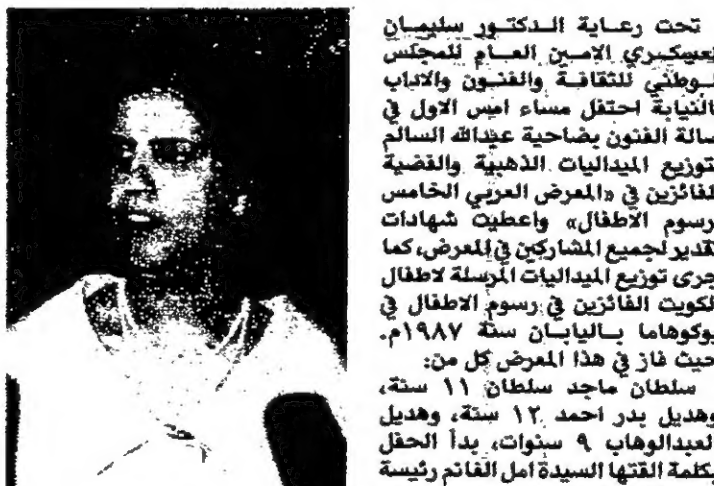 تحت رعاية الدكتور سليمان
العسكري الامين العام للمجلس
الوطني للثقافة والفنون والاداب
بالنيابة احتفل مساء امس الاول في
صالة الفنون بضاحية عبدالله السالم
بتوزيع الميداليات الذهبية والفضية
للفائزين في «المعرض العربي الخامس
لرسوم الاطفال» واعطيت شهادات
تقدير لجميع المشاركين في المعرض، كما
جرى توزيع الميداليات المرسلة لاطفال
الكويت الفائزين في رسوم الاطفال في
يوكوهاما باليابان سنة ١٩٨٧م.
حيث فاز في هذا المعرض كل من:
سلطان ماجد سلطان ١١ سنة،
وهديل بدر احمد ١٢ سنة، وهديل
العبدالوهاب ٩ سنوات، بدأ الحفل
بكلمة القتها السيدة امل الغانم رئيسة